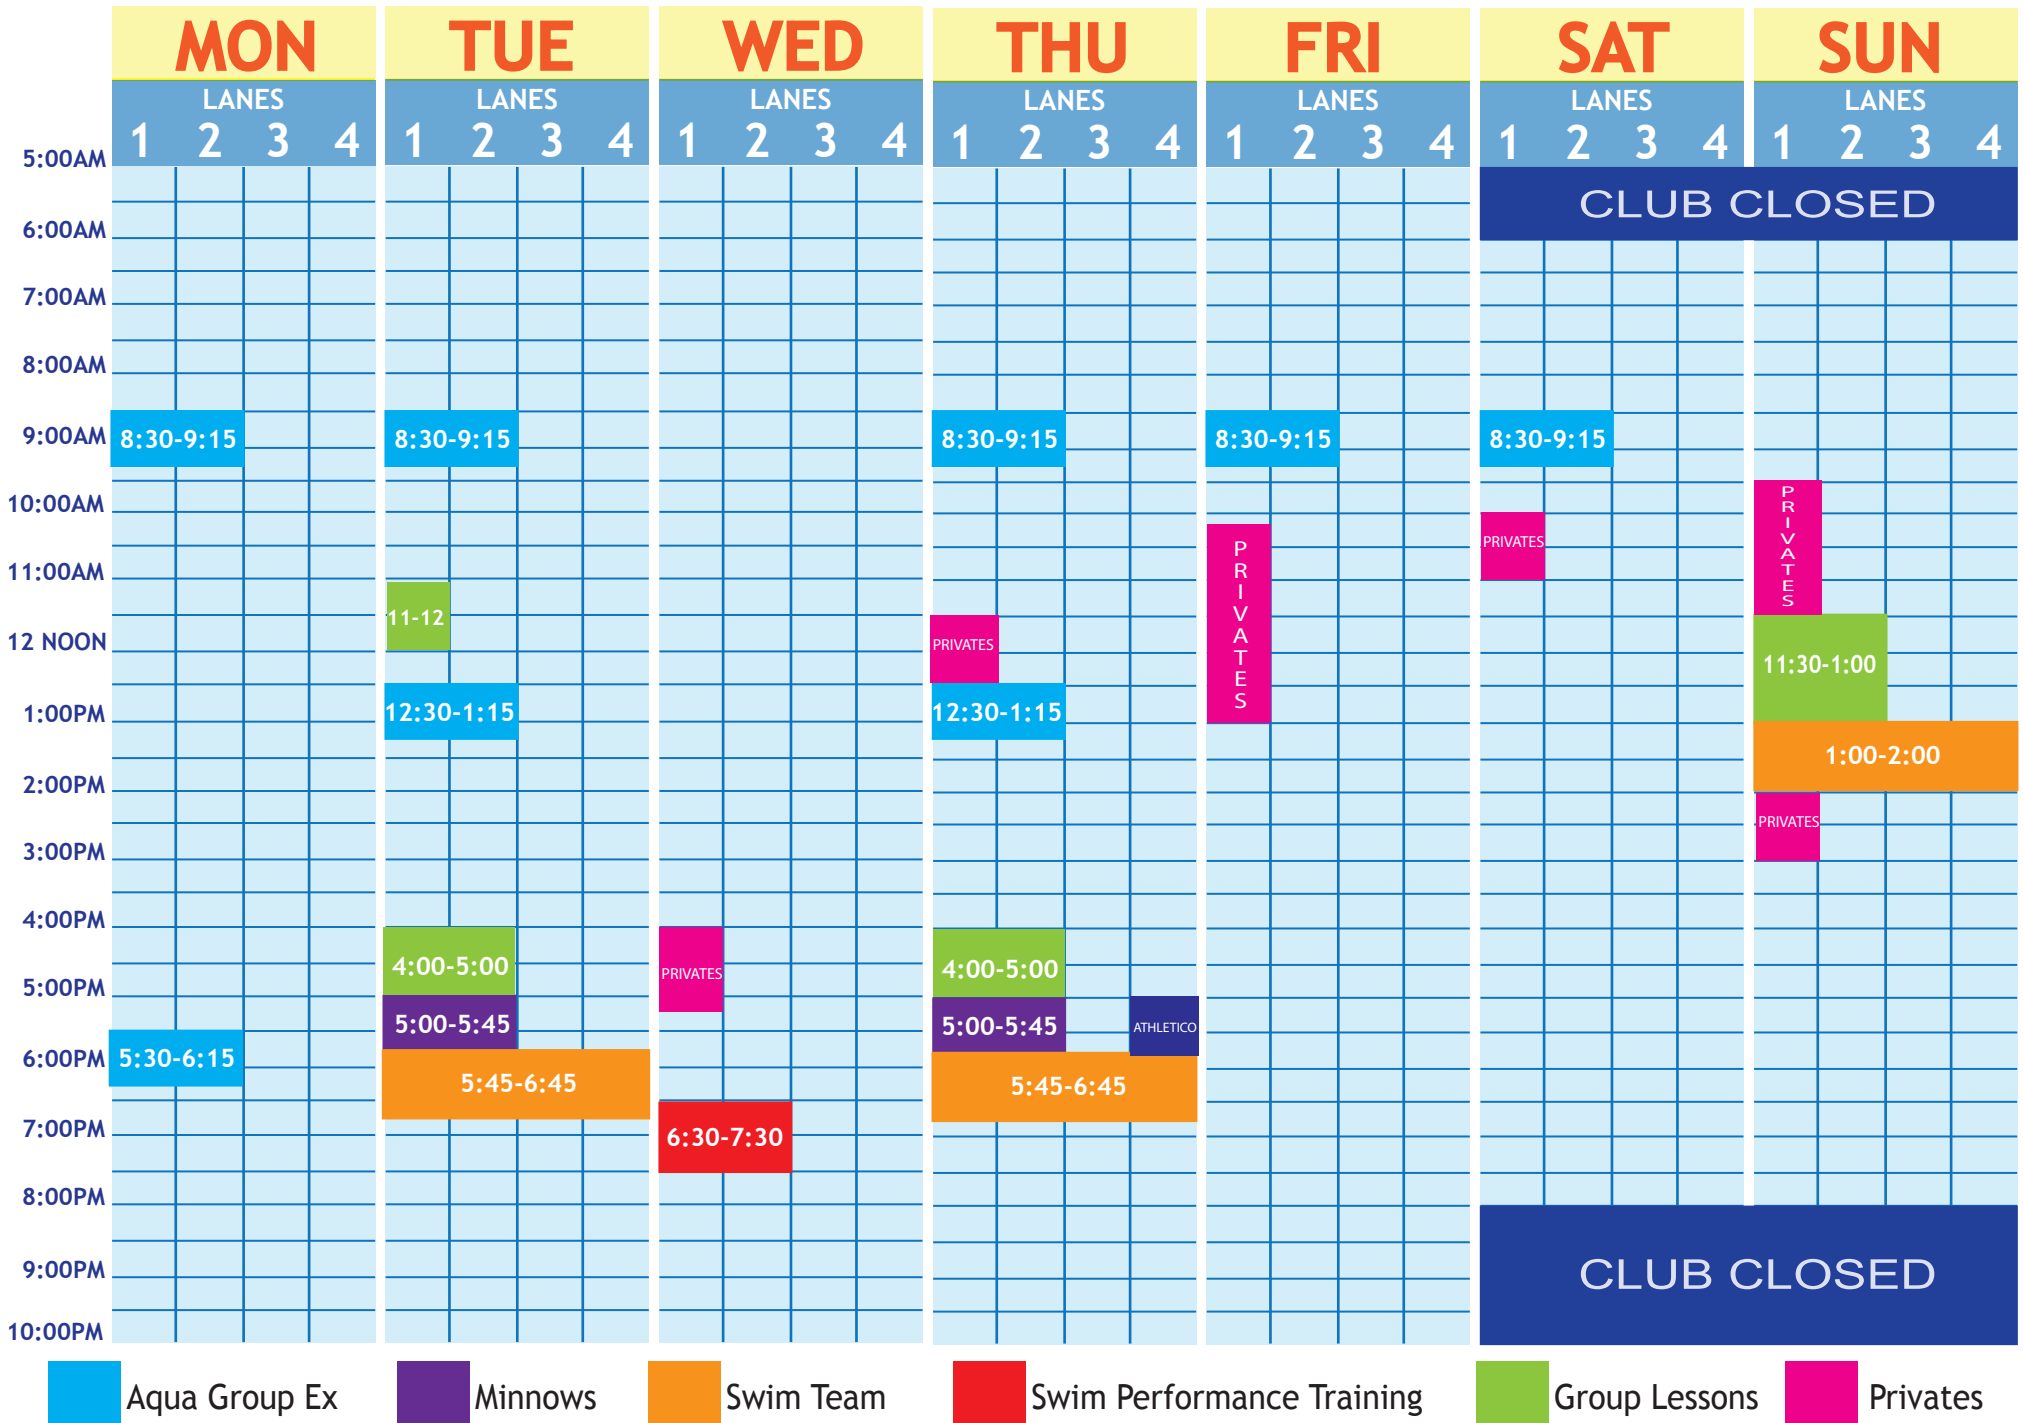 MON TUE WED THU FRI SAT SUN
LANES LANES LANES LANES LANES LANES LANES
1 2 3 4 1 2 3 4 1 2 3 4 1 2 3 4 1 2 3 4 1 2 3 4 1 2 3 4
5:00AM
CLUB CLOSED
6:00AM
7:00AM
8:00AM
9:00AM 8:30-9:15 8:30-9:15 8:30-9:15 8:30-9:15 8:30-9:15
10:00AM
PRIVATES
PRIVATES
PRIVATES
11:00AM
11-12
12 NOON
PRIVATES
11:30-1:00
1:00PM 12:30-1:15 12:30-1:15
1:00-2:00
2:00PM
PRIVATES
3:00PM
4:00PM
4:00-5:00 PRIVATES 4:00-5:00
5:00PM
5:00-5:45 5:00-5:45 ATHLETICO
6:00PM 5:30-6:15
5:45-6:45 5:45-6:45
7:00PM 6:30-7:30
8:00PM
9:00PM CLUB CLOSED
10:00PM
Aqua Group Ex Minnows Swim Team Swim Performance Training Group Lessons Privates